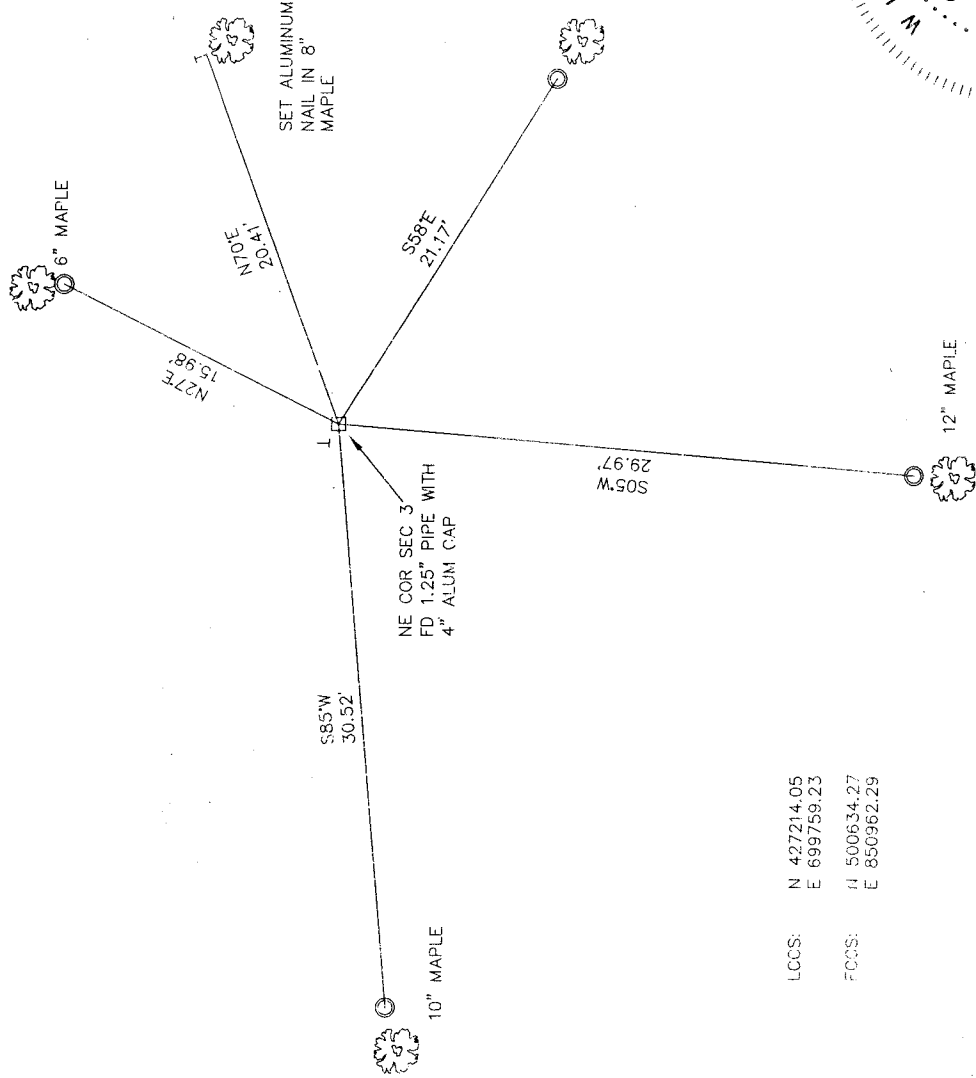 6" MAPLE
SET ALUMINUM
NAIL IN 8"
MAPLE
N27°E
15.98'
N70°E
20.41'
S58°E
21.17'
S85°W
30.52'
S05°W
29.97'
NE COR SEC 3
FD 1.25" PIPE WITH
4" ALUM CAP
10" MAPLE
12" MAPLE
LCCS: N 427214.05
E 699759.23
N 500634.27
E 850962.29
W